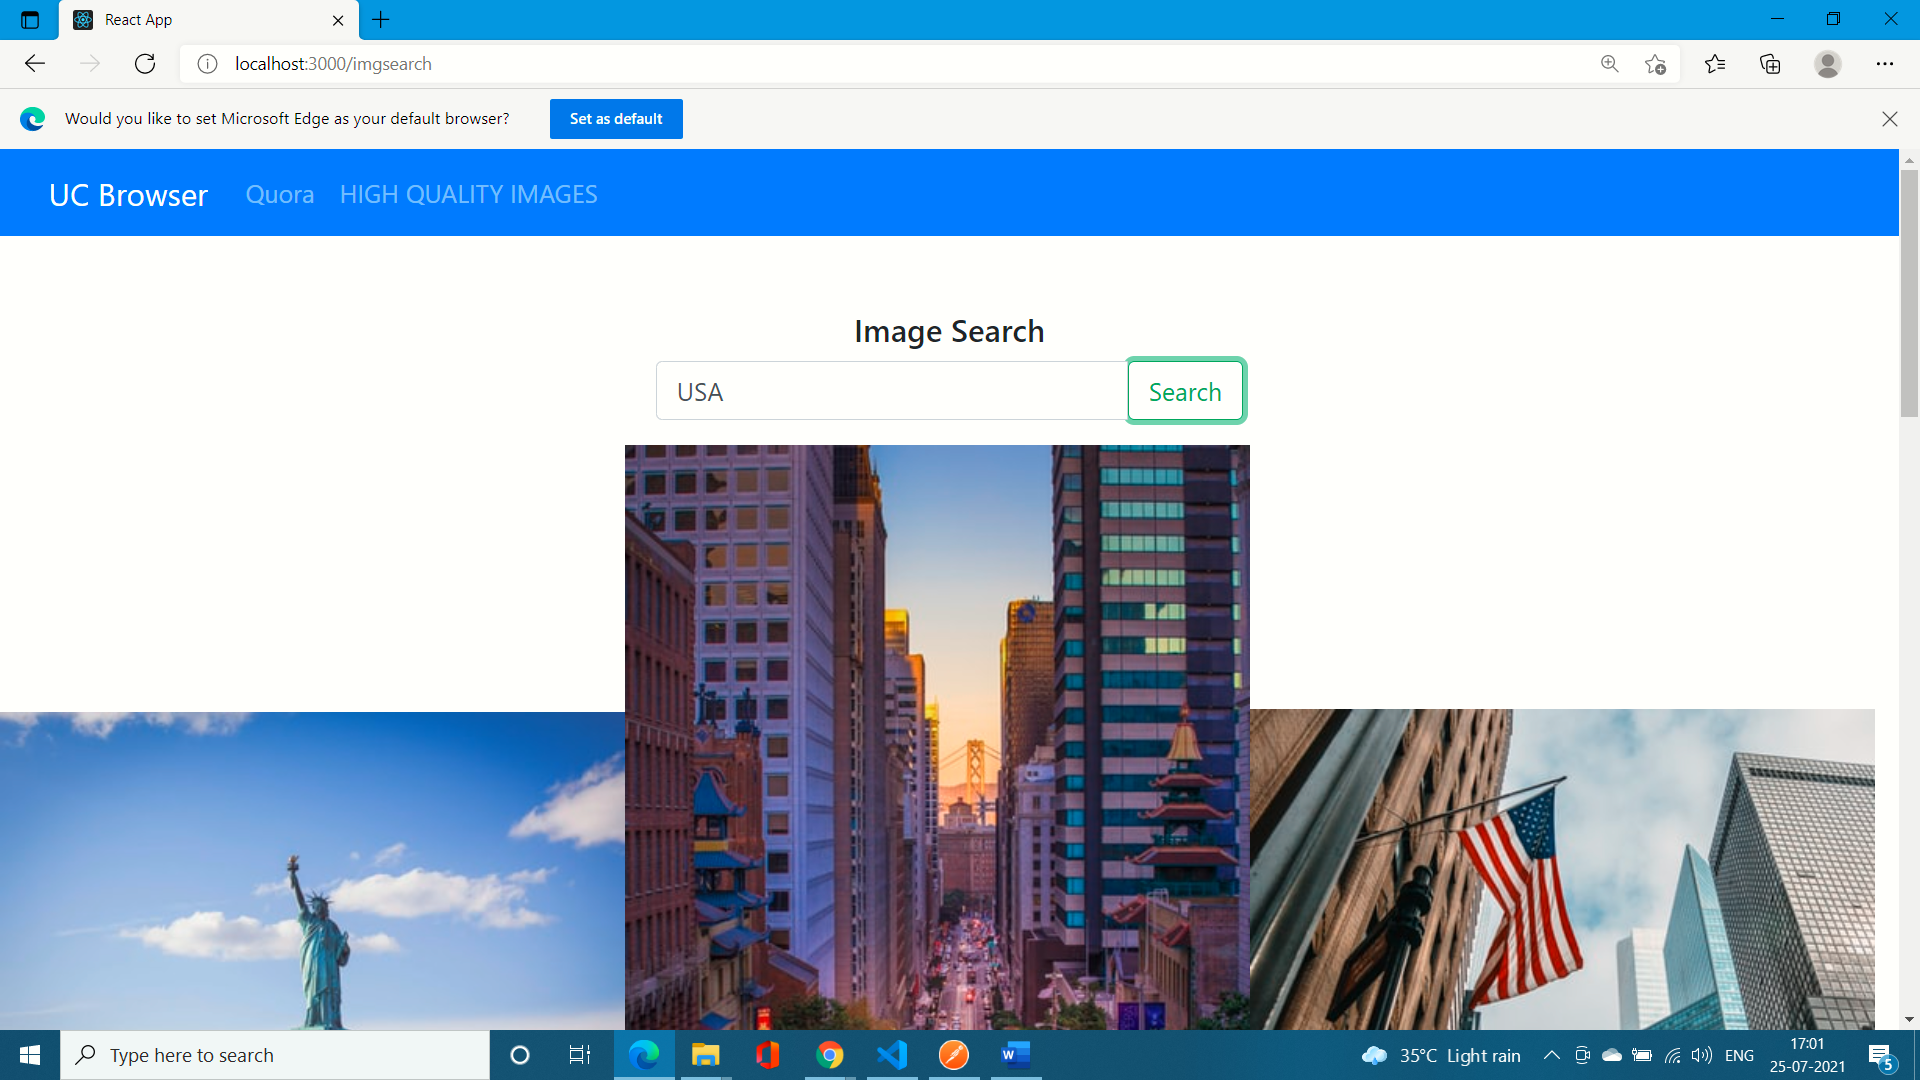 React App
localhost:3000/imgsearch
Would you like to set Microsoft Edge as your default browser?
Set as default
UC Browser
Quora
HIGH QUALITY IMAGES
Image Search
USA
Search
Type here to search
35°C Light rain
ENG
17:01
25-07-2021
5